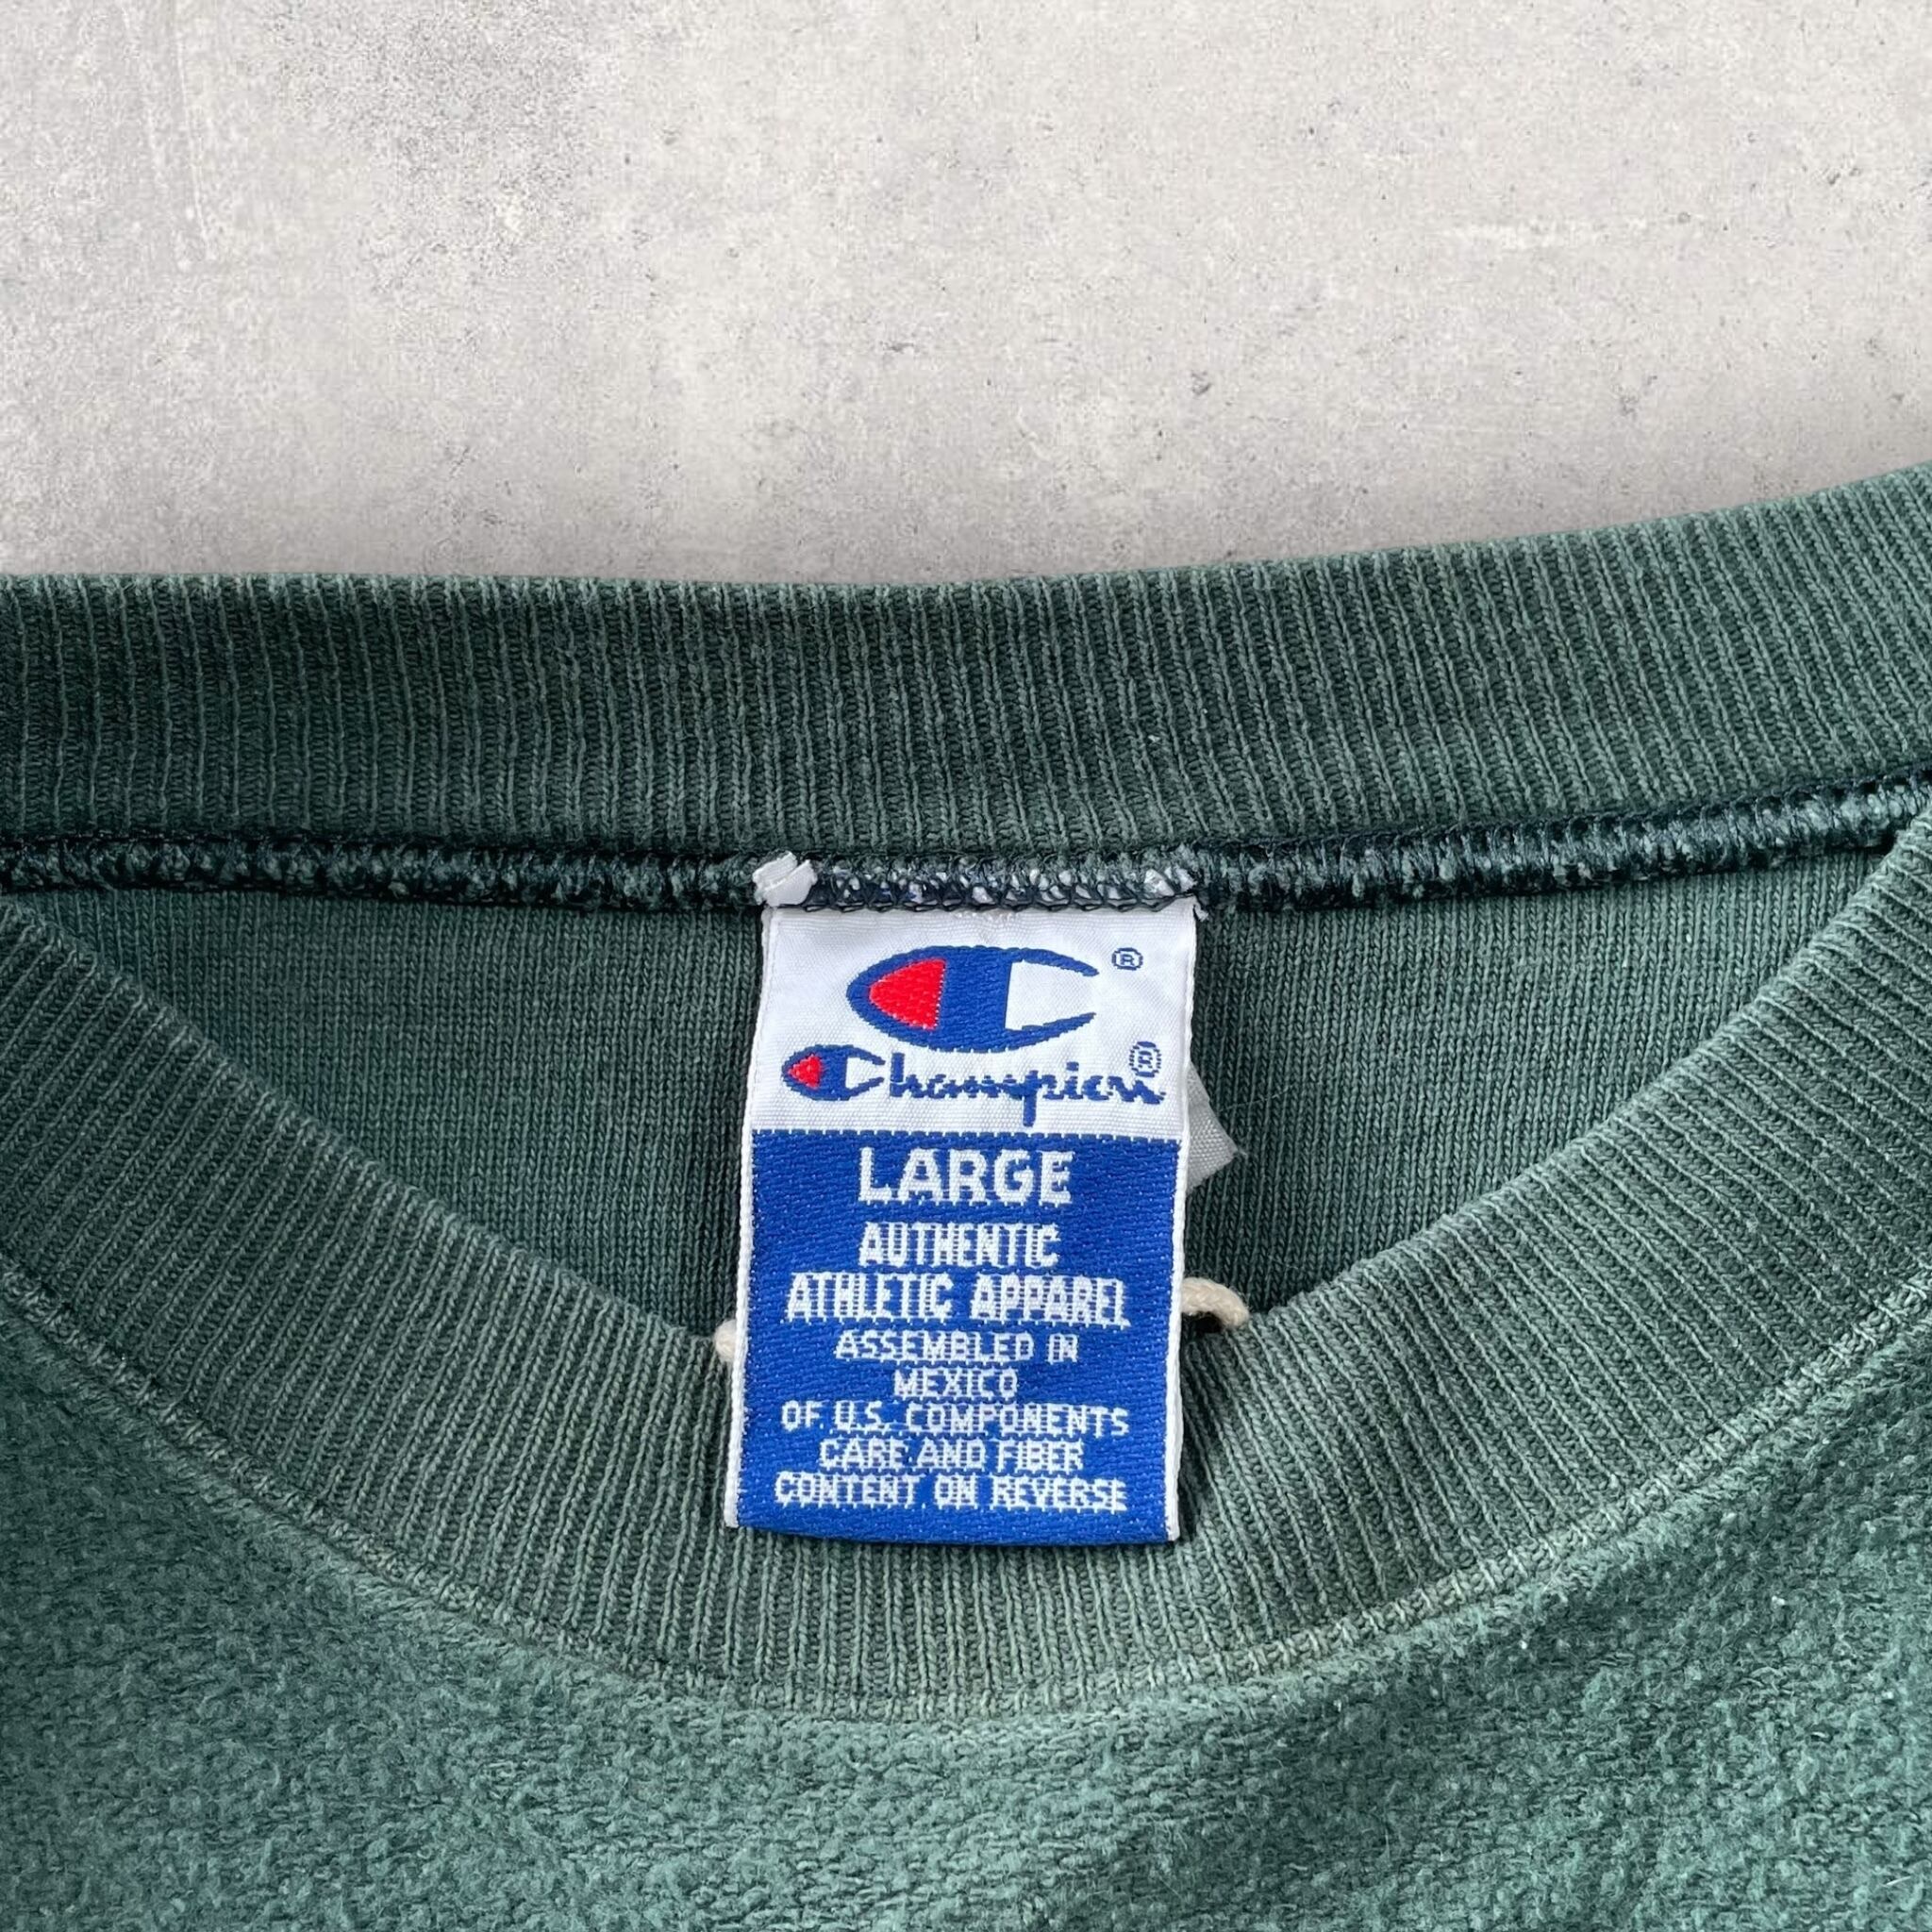 ®
Champion®
LARGE
AUTHENTIC
ATHLETIC APPAREL
ASSEMBLED IN
MEXICO
OF U.S. COMPONENTS
CARE AND FIBER
CONTENT ON REVERSE